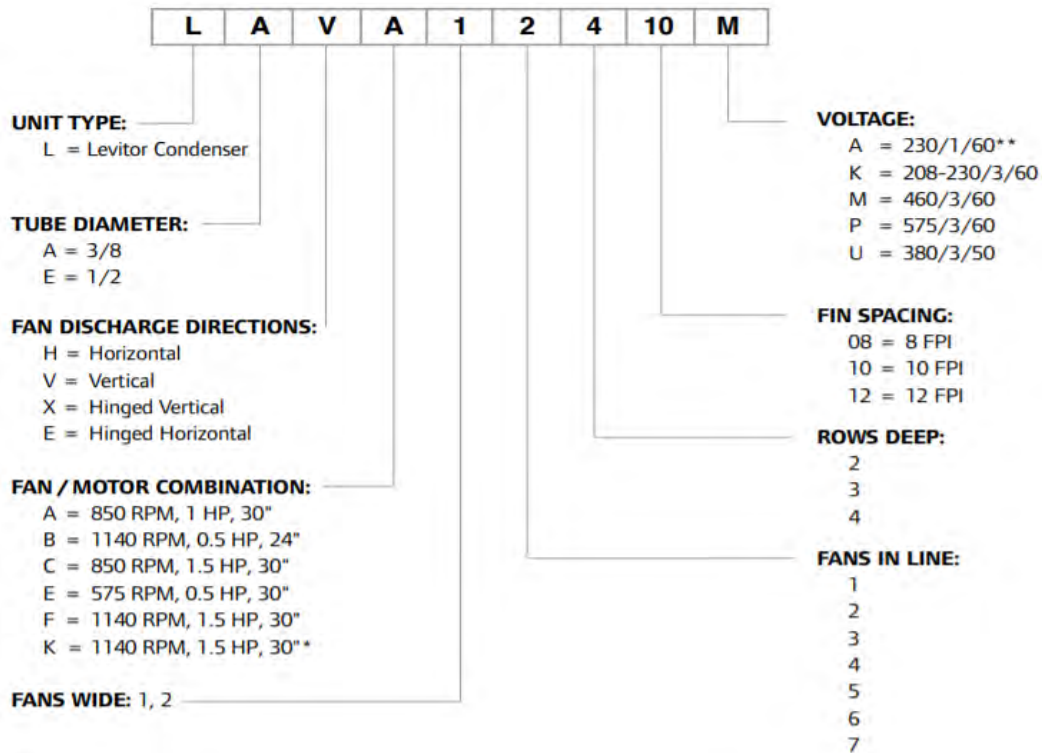 L A V A 1 2 4 10 M
UNIT TYPE:
L = Levitor Condenser
TUBE DIAMETER:
A = 3/8
E = 1/2
FAN DISCHARGE DIRECTIONS:
H = Horizontal
V = Vertical
X = Hinged Vertical
E = Hinged Horizontal
FAN / MOTOR COMBINATION:
A = 850 RPM, 1 HP, 30"
B = 1140 RPM, 0.5 HP, 24"
C = 850 RPM, 1.5 HP, 30"
E = 575 RPM, 0.5 HP, 30"
F = 1140 RPM, 1.5 HP, 30"
K = 1140 RPM, 1.5 HP, 30"*
FANS WIDE: 1, 2
VOLTAGE:
A = 230/1/60**
K = 208-230/3/60
M = 460/3/60
P = 575/3/60
U = 380/3/50
FIN SPACING:
08 = 8 FPI
10 = 10 FPI
12 = 12 FPI
ROWS DEEP:
2
3
4
FANS IN LINE:
1
2
3
4
5
6
7